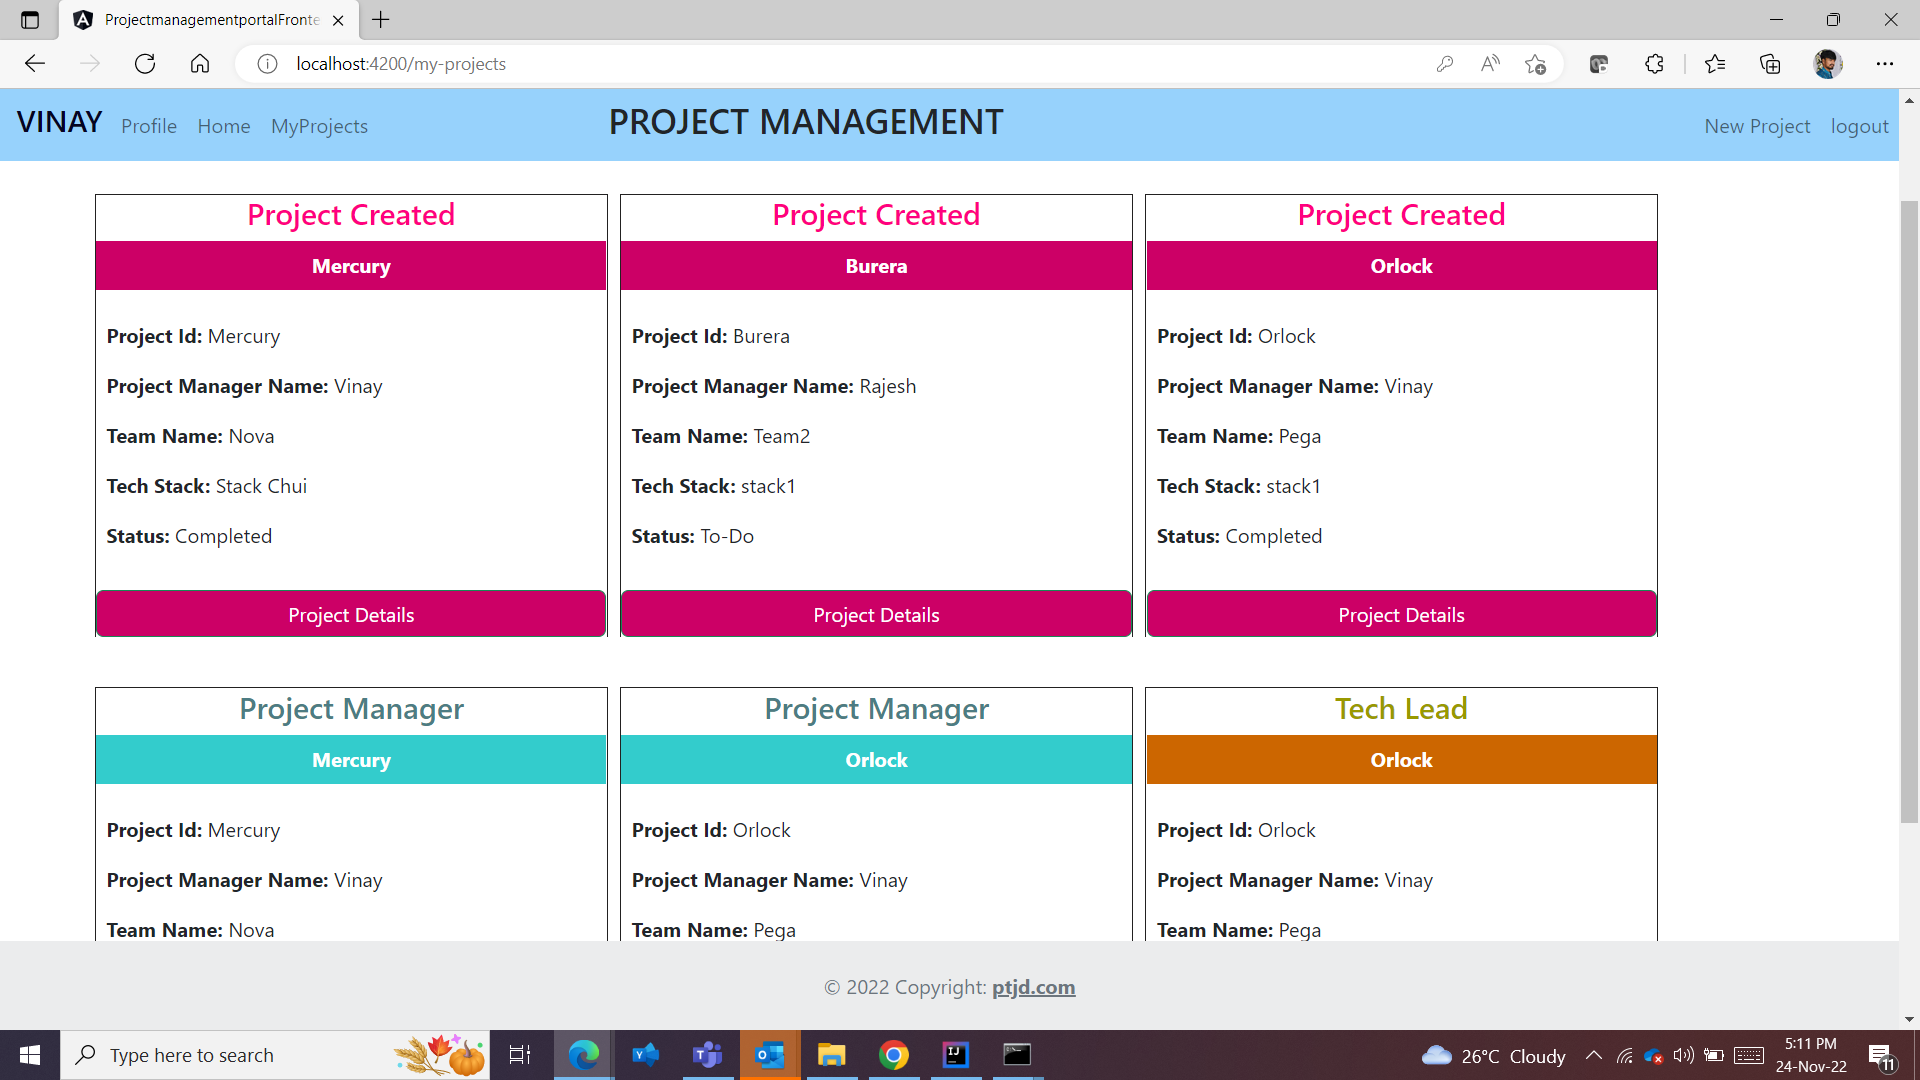 ProjectmanagementportalFronte
localhost:4200/my-projects
VINAY Profile Home MyProjects PROJECT MANAGEMENT New Project logout
Project Created Project Created Project Created
Mercury Burera Orlock
Project Id: Mercury Project Id: Burera Project Id: Orlock
Project Manager Name: Vinay Project Manager Name: Rajesh Project Manager Name: Vinay
Team Name: Nova Team Name: Team2 Team Name: Pega
Tech Stack: Stack Chui Tech Stack: stack1 Tech Stack: stack1
Status: Completed Status: To-Do Status: Completed
Project Details Project Details Project Details
Project Manager Project Manager Tech Lead
Mercury Orlock Orlock
Project Id: Mercury Project Id: Orlock Project Id: Orlock
Project Manager Name: Vinay Project Manager Name: Vinay Project Manager Name: Vinay
Team Name: Nova Team Name: Pega Team Name: Pega
© 2022 Copyright: ptjd.com
Type here to search 26°C Cloudy 5:11 PM
24-Nov-22 11